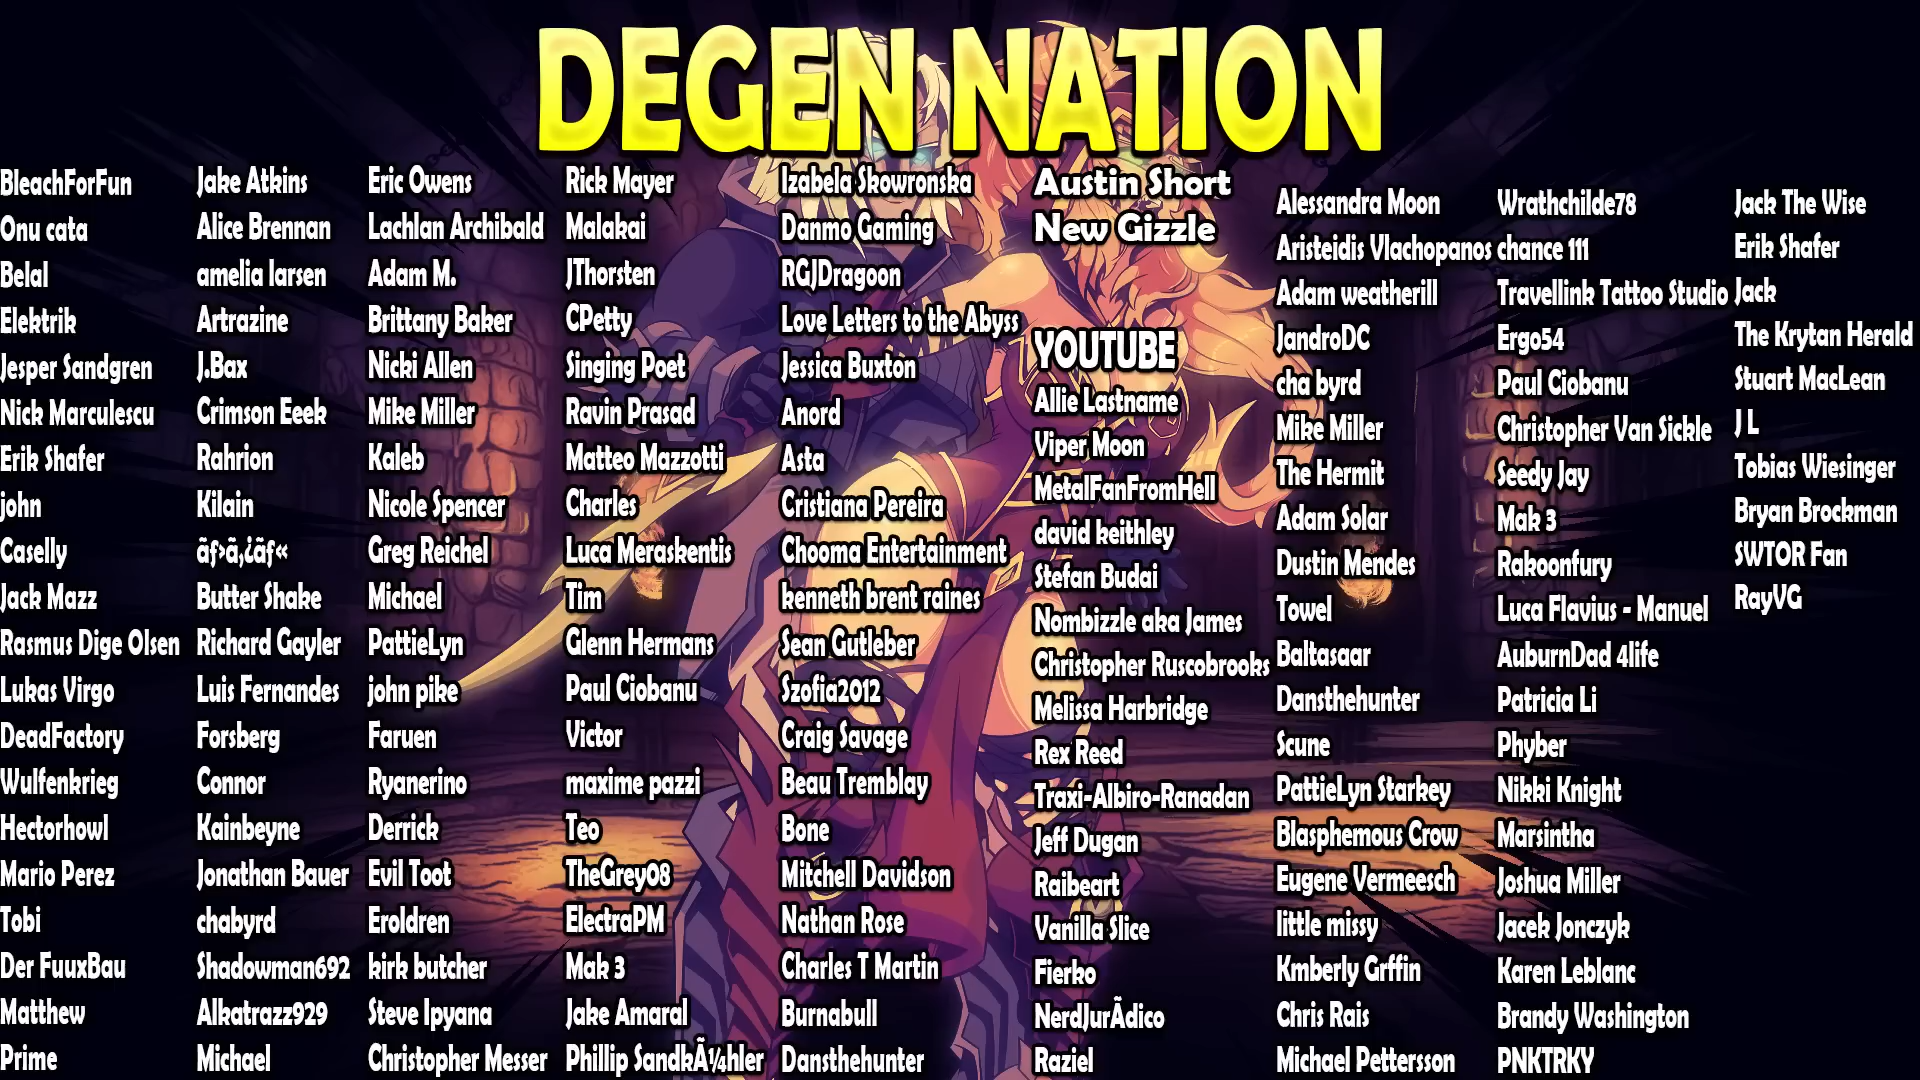 DEGEN NATION
BleachForFun
Onu cata
Belal
Elektrik
Jesper Sandgren
Nick Marculescu
Erik Shafer
john
Caselly
Jack Mazz
Rasmus Dige Olsen
Lukas Virgo
DeadFactory
Wulfenkrieg
Hectorhowl
Mario Perez
Tobi
Der FuuxBau
Matthew
Prime
Jake Atkins
Alice Brennan
amelia larsen
Artrazine
J.Bax
Crimson Eeek
Rahrion
Kilain
ãƒ›ã‚¿ãƒ«
Butter Shake
Richard Gayler
Luis Fernandes
Forsberg
Connor
Kainbeyne
Jonathan Bauer
chabyrd
Shadowman692
Alkatrazz929
Michael
Eric Owens
Lachlan Archibald
Adam M.
Brittany Baker
Nicki Allen
Mike Miller
Kaleb
Nicole Spencer
Greg Reichel
Michael
PattieLyn
john pike
Faruen
Ryanerino
Derrick
Evil Toot
Eroldren
kirk butcher
Steve Ipyana
Christopher Messer
Rick Mayer
Malakai
JThorsten
CPetty
Singing Poet
Ravin Prasad
Matteo Mazzotti
Charles
Luca Meraskentis
Tim
Glenn Hermans
Paul Ciobanu
Victor
maxime pazzi
Teo
TheGrey08
ElectraPM
Mak 3
Jake Amaral
Phillip SandkÃ¼hler
Izabela Skowronska
Danmo Gaming
RGJDragoon
Love Letters to the Abyss
Jessica Buxton
Anord
Asta
Cristiana Pereira
Chooma Entertainment
kenneth brent raines
Sean Gutleber
Szofia2012
Craig Savage
Beau Tremblay
Bone
Mitchell Davidson
Nathan Rose
Charles T Martin
Burnabull
Dansthehunter
Austin Short
New Gizzle
YOUTUBE
Allie Lastname
Viper Moon
MetalFanFromHell
david keithley
Stefan Budai
Nombizzle aka James
Christopher Ruscobrooks
Melissa Harbridge
Rex Reed
Traxi-Albiro-Ranadan
Jeff Dugan
Raibeart
Vanilla Slice
Fierko
NerdJurÃdico
Raziel
Alessandra Moon
Aristeidis Vlachopanos
Adam weatherill
JandroDC
cha byrd
Mike Miller
The Hermit
Adam Solar
Dustin Mendes
Towel
Baltasaar
Dansthehunter
Scune
PattieLyn Starkey
Blasphemous Crow
Eugene Vermeesch
little missy
Kmberly Grffin
Chris Rais
Michael Pettersson
Wrathchilde78
chance 111
Travellink Tattoo Studio
Ergo54
Paul Ciobanu
Christopher Van Sickle
Seedy Jay
Mak 3
Rakoonfury
Luca Flavius - Manuel
AuburnDad 4life
Patricia Li
Phyber
Nikki Knight
Marsintha
Joshua Miller
Jacek Jonczyk
Karen Leblanc
Brandy Washington
PNKTRKY
Jack The Wise
Erik Shafer
Jack
The Krytan Herald
Stuart MacLean
J L
Tobias Wiesinger
Bryan Brockman
SWTOR Fan
RayVG